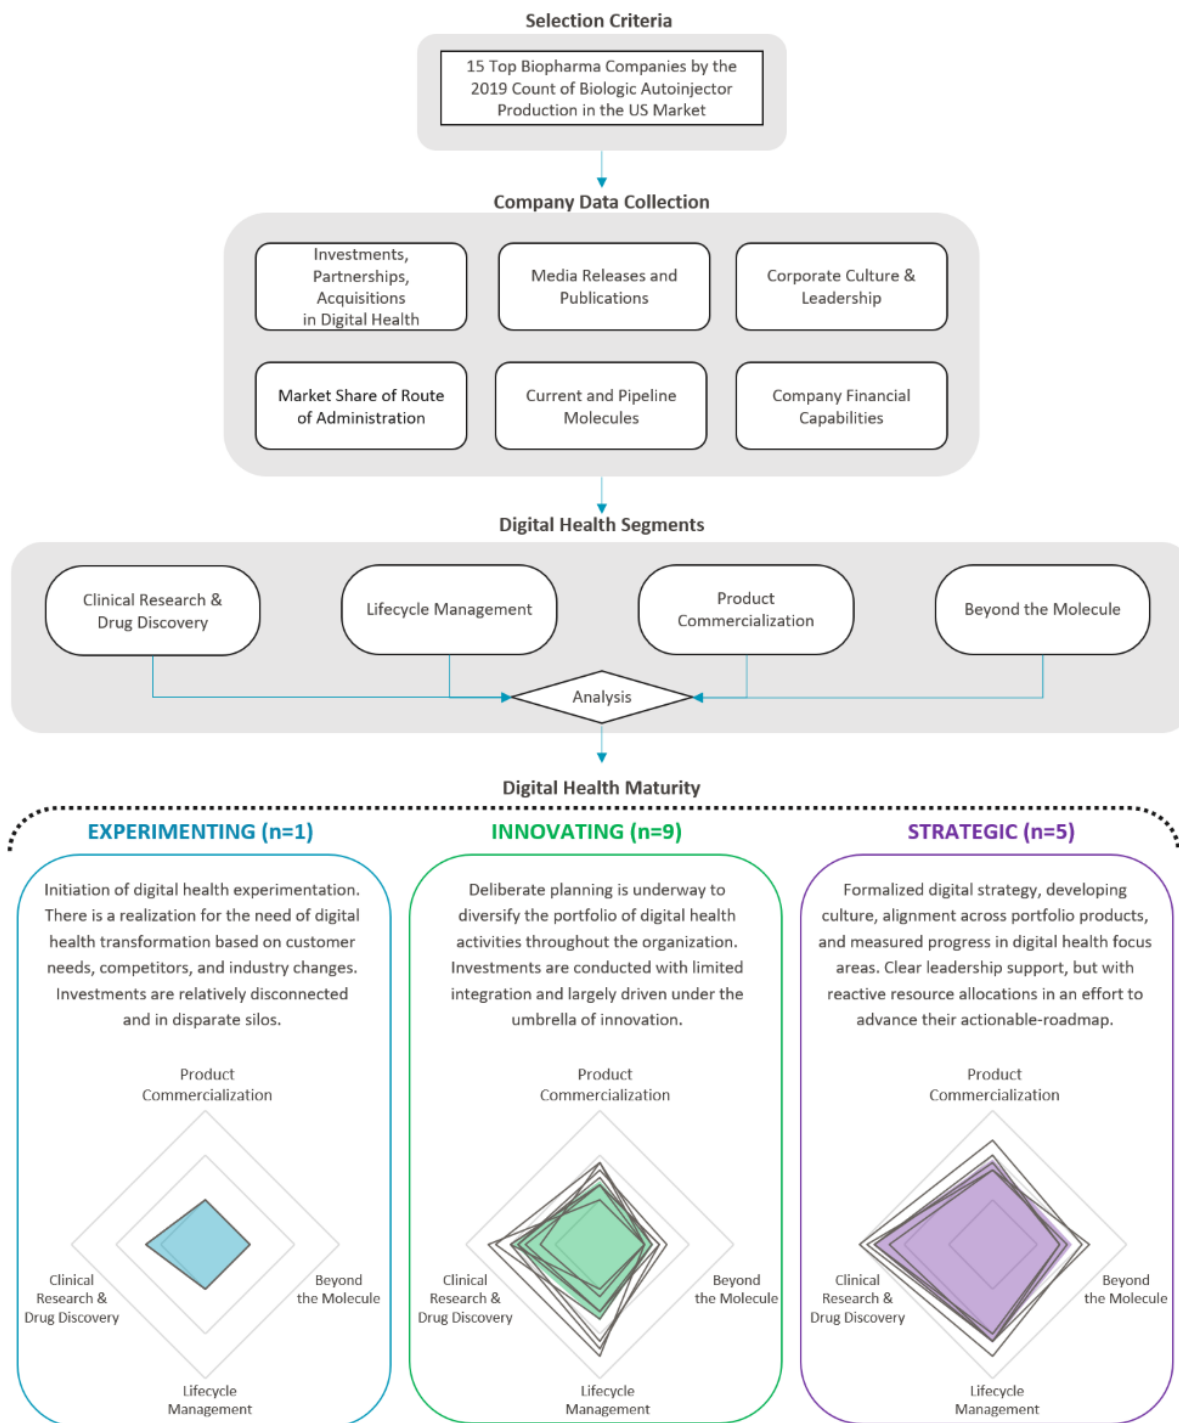 Selection Criteria
15 Top Biopharma Companies by the
2019 Count of Biologic Autoinjector
Production in the US Market
Company Data Collection
Investments,
Partnerships,
Acquisitions
in Digital Health
Media Releases and
Publications
Corporate Culture &
Leadership
Market Share of Route
of Administration
Current and Pipeline
Molecules
Company Financial
Capabilities
Digital Health Segments
Clinical Research &
Drug Discovery
Lifecycle Management
Product
Commercialization
Beyond the Molecule
Analysis
Digital Health Maturity
EXPERIMENTING (n=1)
Initiation of digital health experimentation.
There is a realization for the need of digital
health transformation based on customer
needs, competitors, and industry changes.
Investments are relatively disconnected
and in disparate silos.
Product
Commercialization
Clinical
Research &
Drug Discovery
Beyond
the Molecule
Lifecycle
Management
INNOVATING (n=9)
Deliberate planning is underway to
diversify the portfolio of digital health
activities throughout the organization.
Investments are conducted with limited
integration and largely driven under the
umbrella of innovation.
Product
Commercialization
Clinical
Research &
Drug Discovery
Beyond
the Molecule
Lifecycle
Management
STRATEGIC (n=5)
Formalized digital strategy, developing
culture, alignment across portfolio products,
and measured progress in digital health focus
areas. Clear leadership support, but with
reactive resource allocations in an effort to
advance their actionable-roadmap.
Product
Commercialization
Clinical
Research &
Drug Discovery
Beyond
the Molecule
Lifecycle
Management